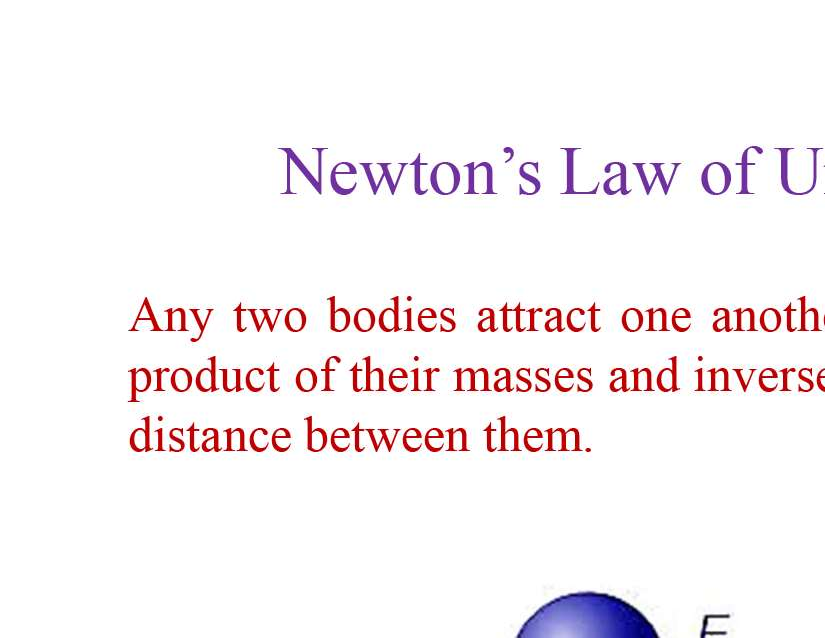 Newton’s Law of U
Any two bodies attract one anoth
product of their masses and invers
distance between them.
F